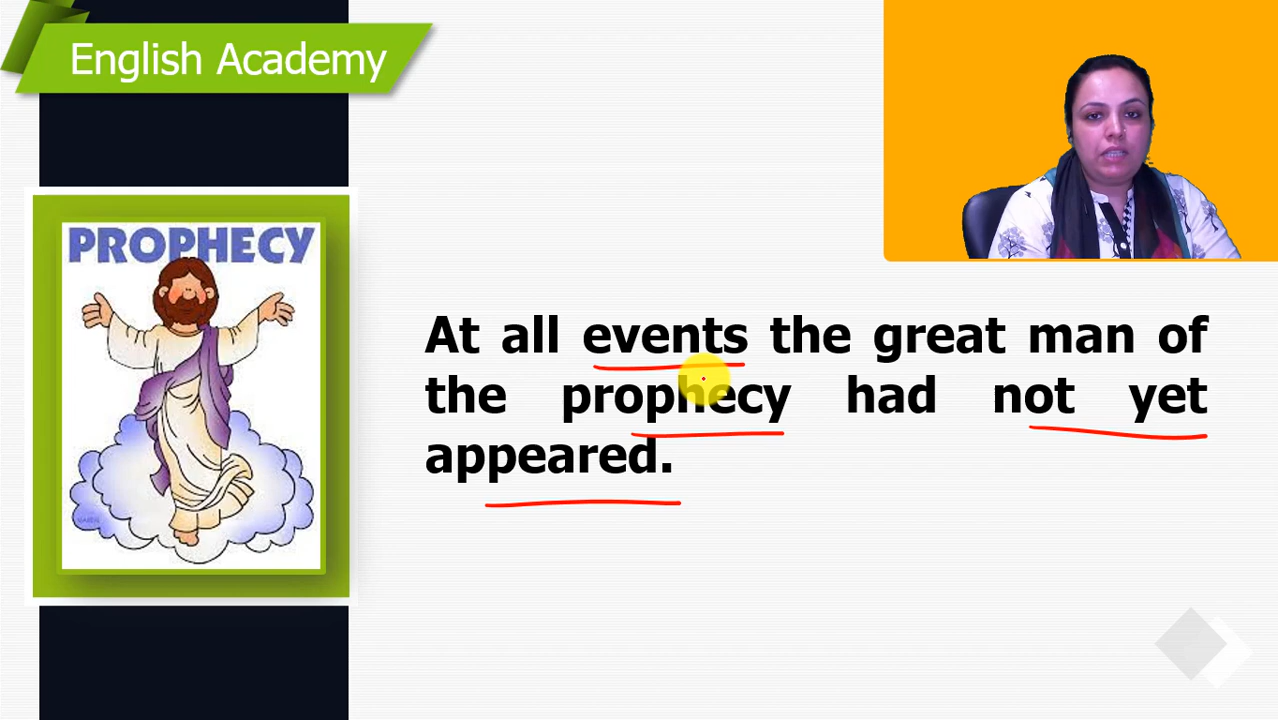 English Academy
PROPHECY
At all events the great man of
the prophecy had not yet
appeared.